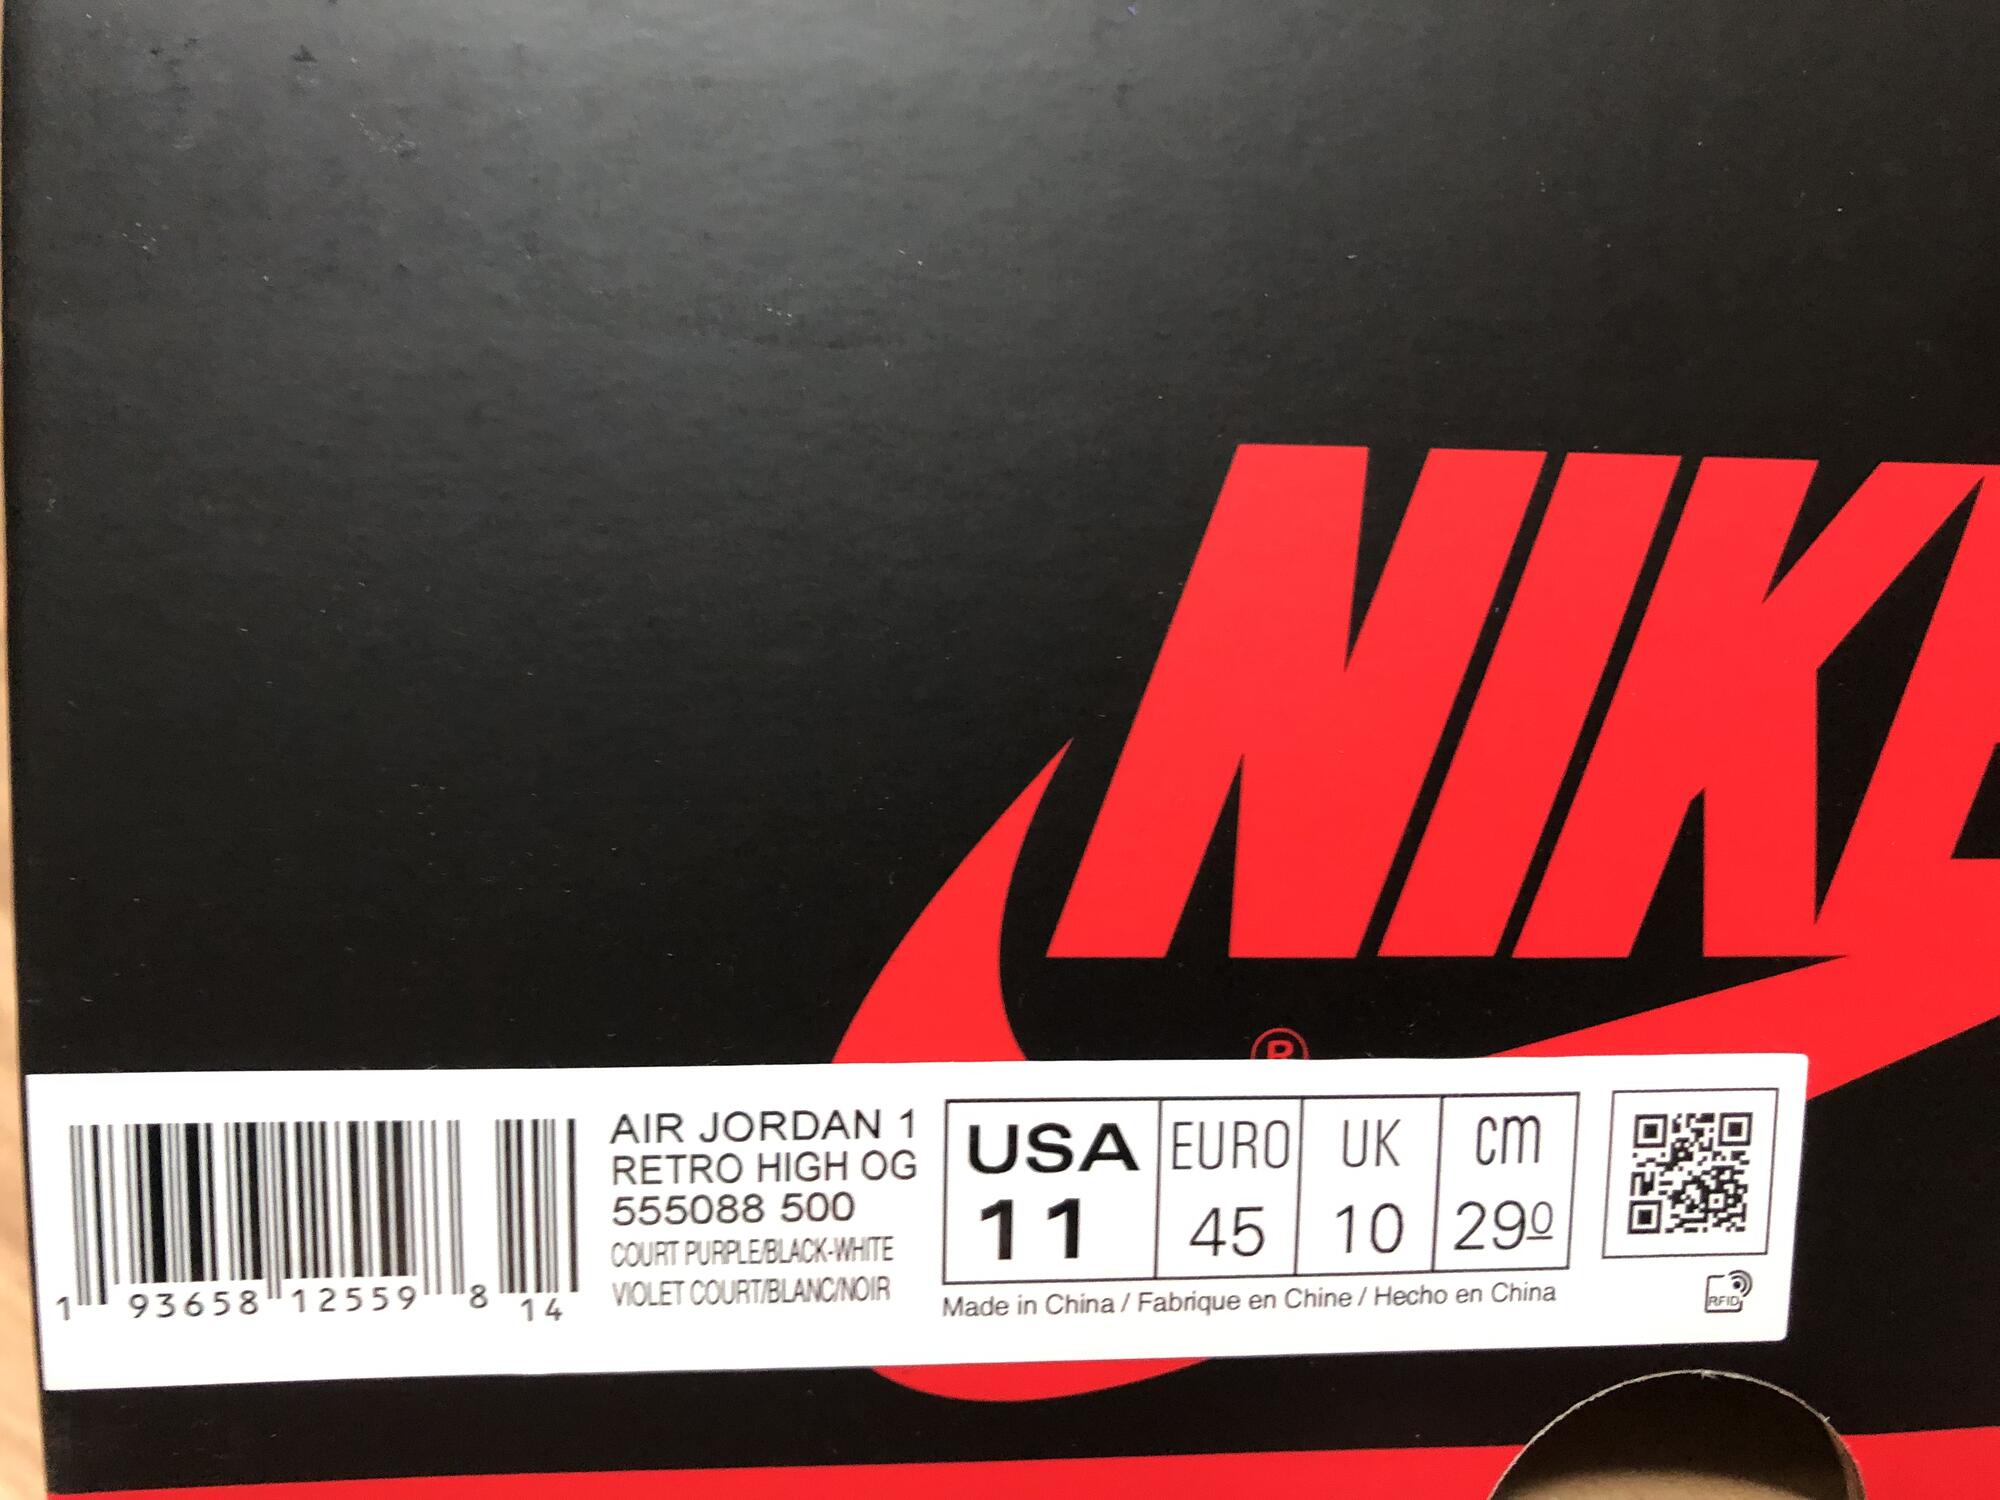 NIKE
®
AIR JORDAN 1
RETRO HIGH OG
555088 500
COURT PURPLE/BLACK-WHITE
VIOLET COURT/BLANC/NOIR
1 93658 12559 8 14
USA EURO UK cm
11 45 10 290
Made in China / Fabrique en Chine / Hecho en China
RFID